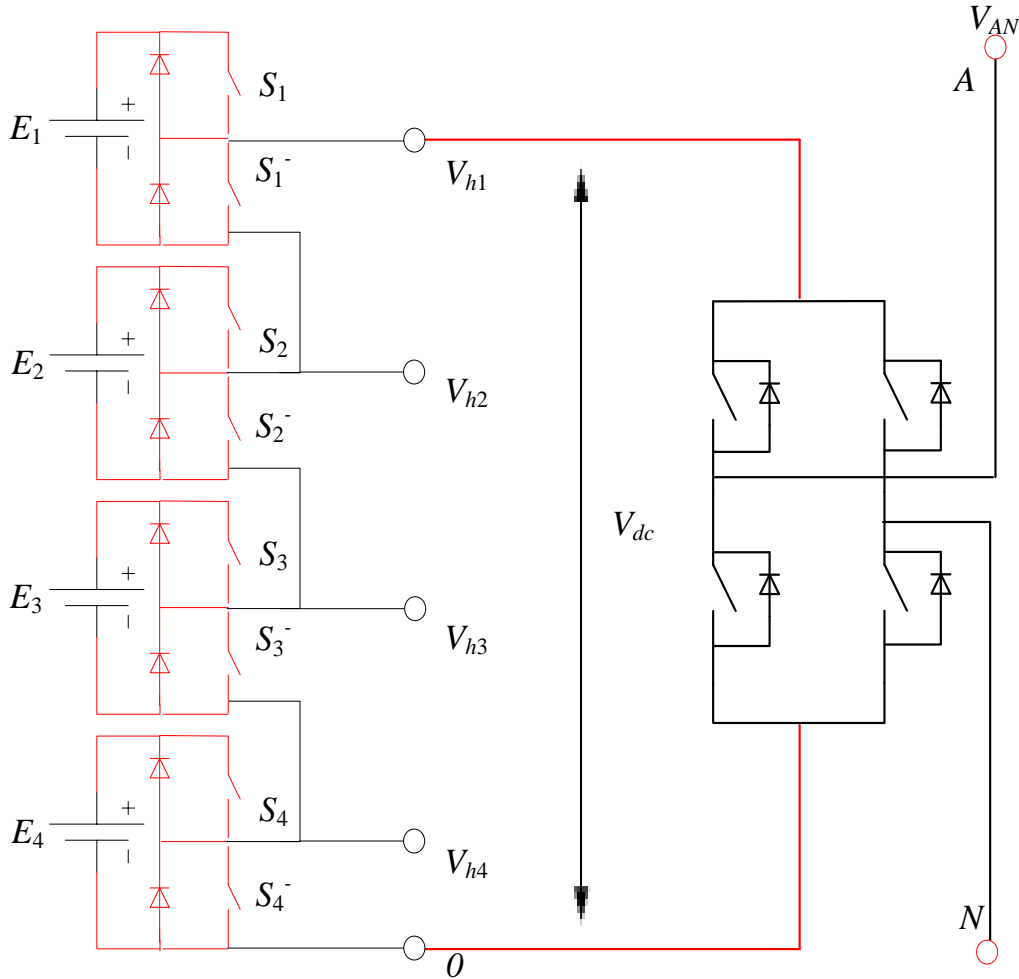 V_AN
A
S₁
+
E₁
–
S₁⁻
V_h1
+
S₂
E₂
–
V_h2
S₂⁻
V_dc
S₃
+
E₃
–
S₃⁻
V_h3
+
S₄
E₄
–
V_h4
S₄⁻
N
0